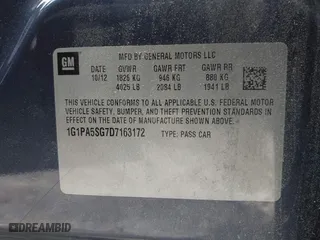 GM
MFD BY GENERAL MOTORS LLC
DATE GVWR GAWR FRT GAWR RR
10/12 1825 KG 945 KG 880 KG
4025 LB 2084 LB 1941 LB
THIS VEHICLE CONFORMS TO ALL APPLICABLE U.S. FEDERAL MOTOR
VEHICLE SAFETY, BUMPER, AND THEFT PREVENTION STANDARDS IN
EFFECT ON THE DATE OF MANUFACTURE SHOWN ABOVE.
1G1PA5SG7D7163172 TYPE: PASS CAR
DREAMBID